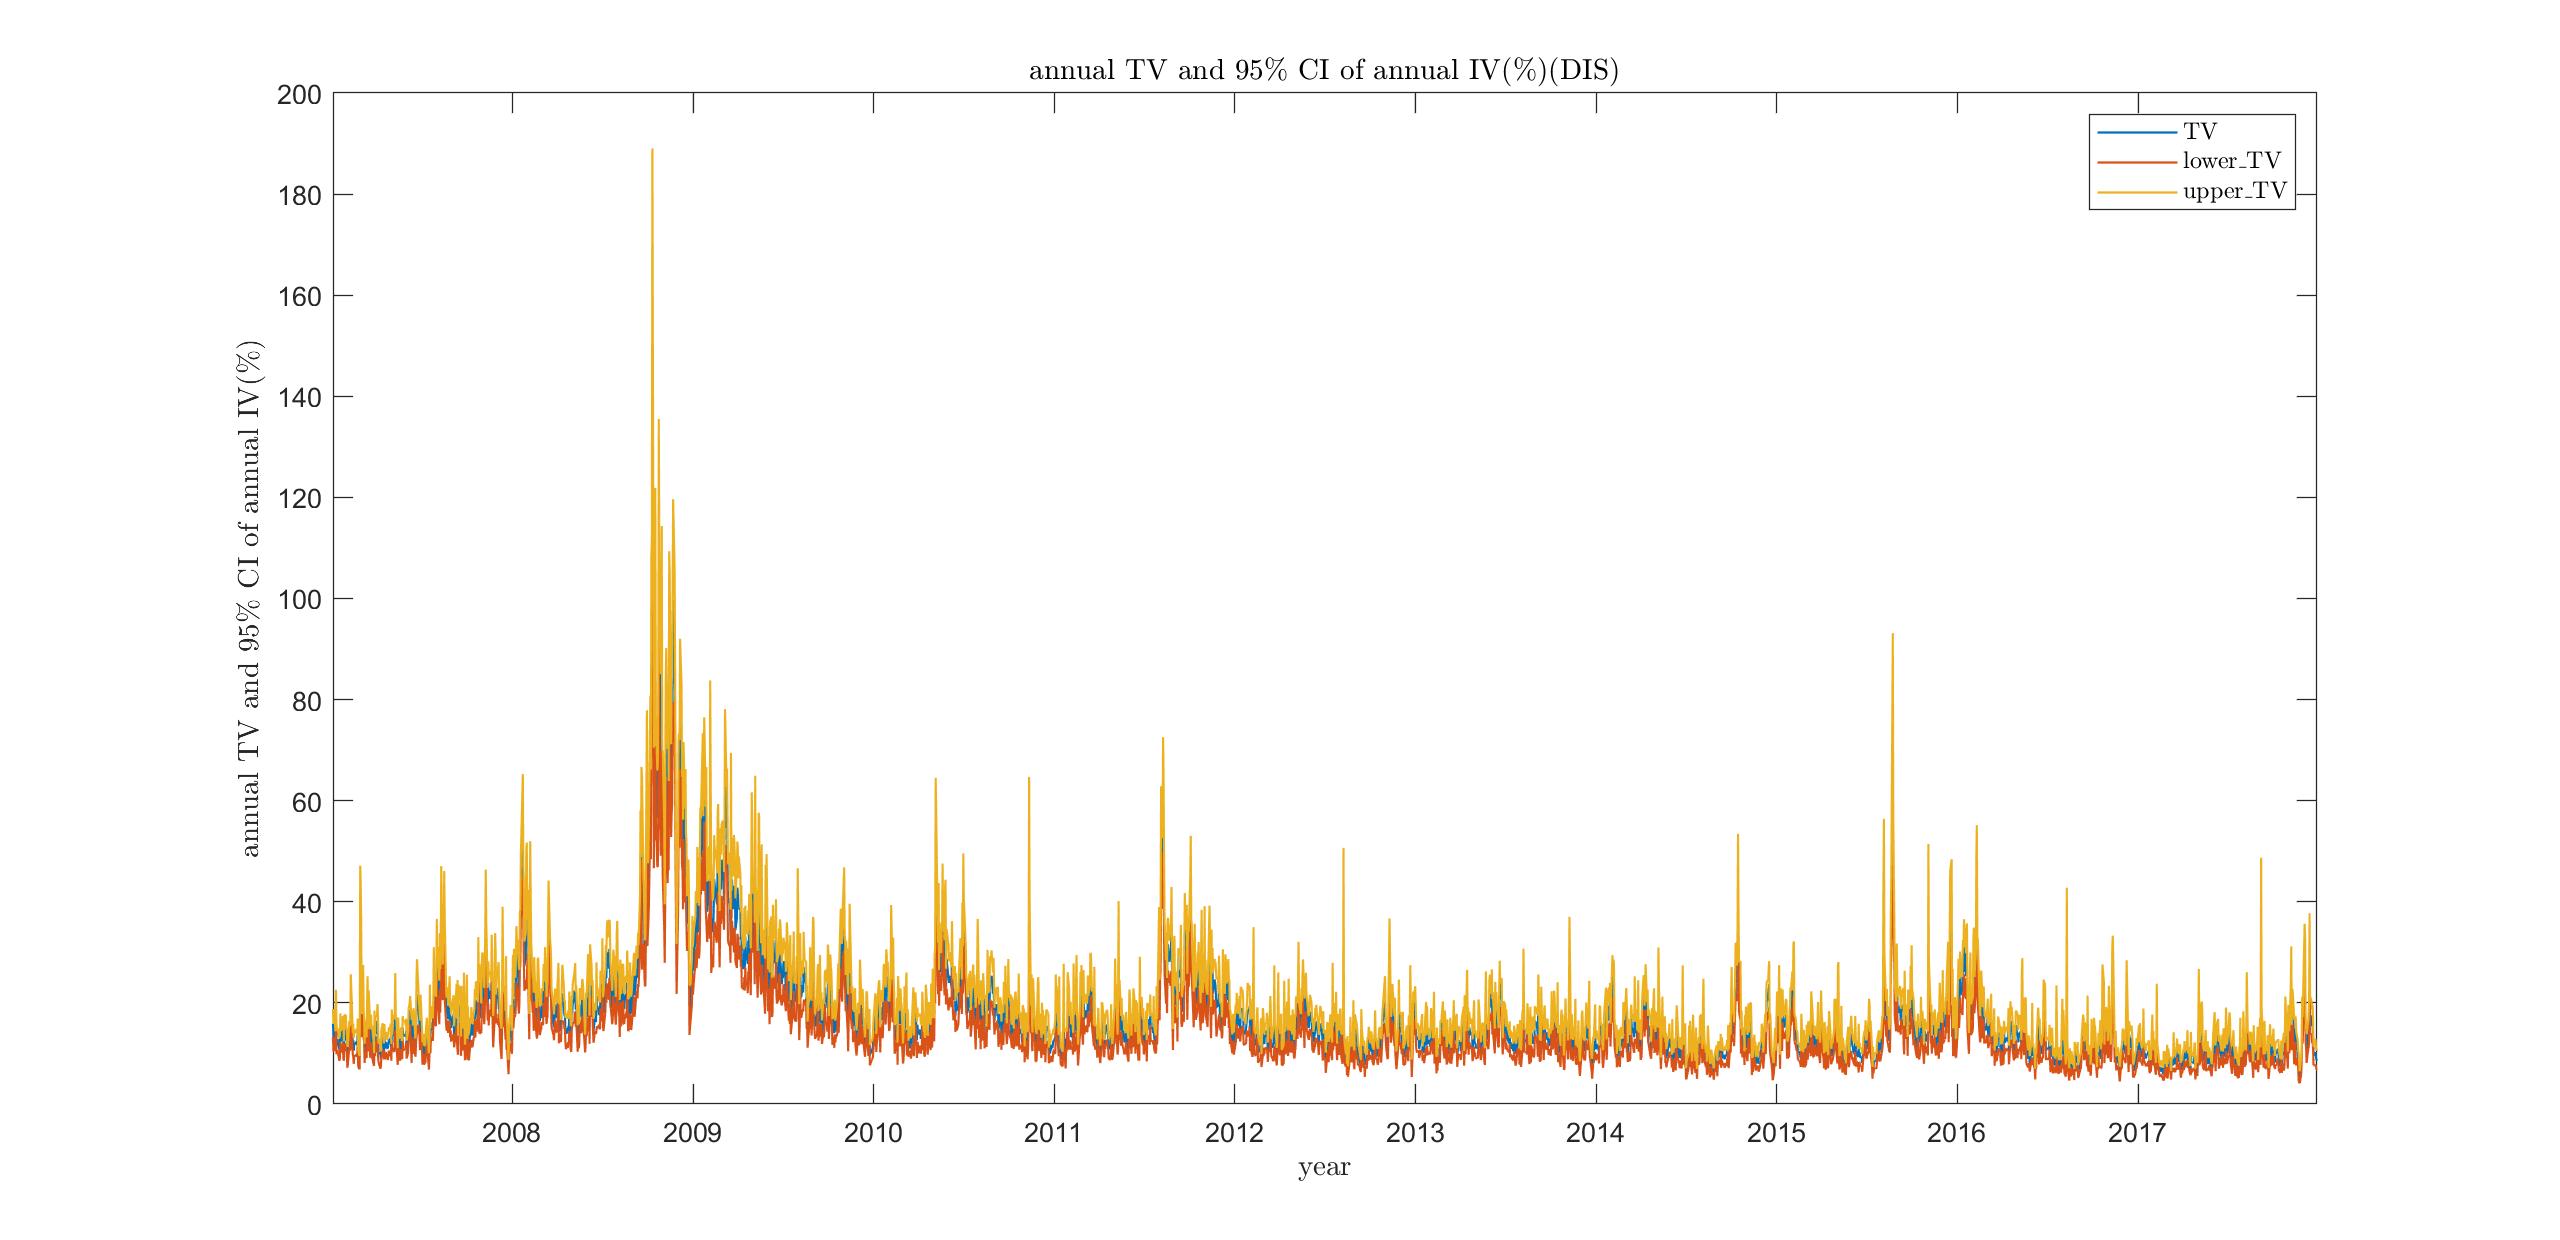 annual TV and 95% CI of annual IV(%)(DIS)
200
180
160
140
120
100
80
60
40
20
0
annual TV and 95% CI of annual IV(%)
TV
lower_TV
upper_TV
2008 2009 2010 2011 2012 2013 2014 2015 2016 2017
year